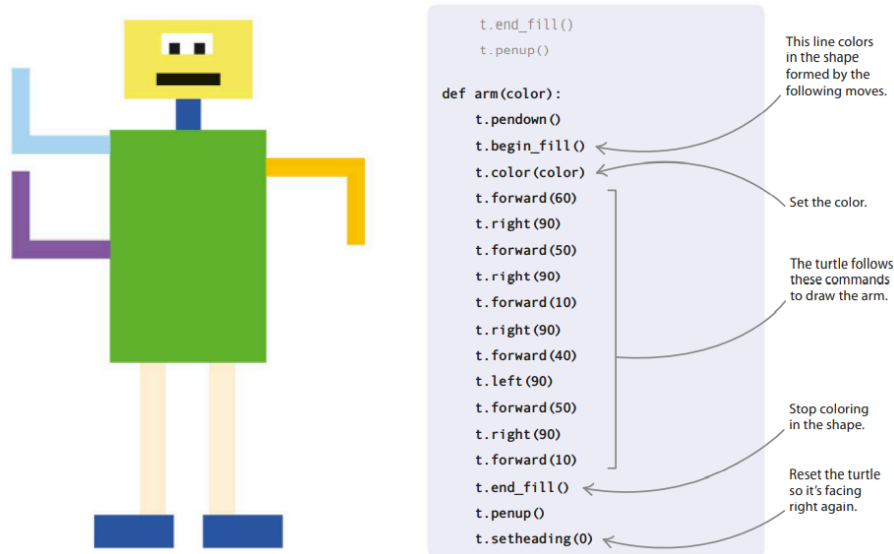 t.end_fill()
t.penup()
def arm(color):
t.pendown()
t.begin_fill()
t.color(color)
t.forward(60)
t.right(90)
t.forward(50)
t.right(90)
t.forward(10)
t.right(90)
t.forward(40)
t.left(90)
t.forward(50)
t.right(90)
t.forward(10)
t.end_fill()
t.penup()
t.setheading(0)
This line colors
in the shape
formed by the
following moves.
Set the color.
The turtle follows
these commands
to draw the arm.
Stop coloring
in the shape.
Reset the turtle
so it’s facing
right again.